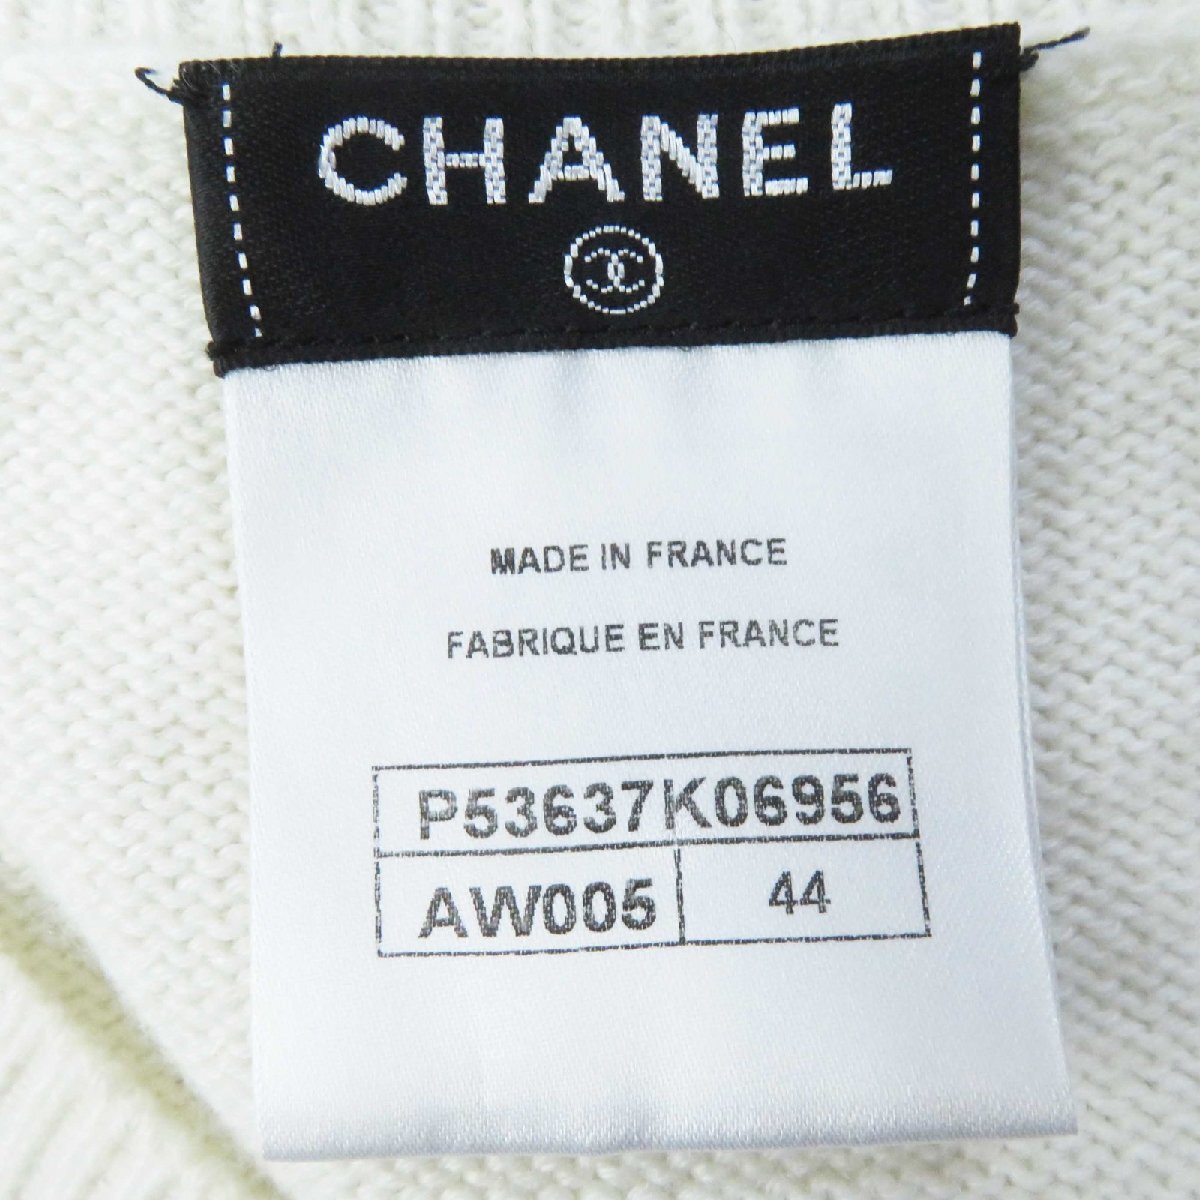 CHANEL
MADE IN FRANCE
FABRIQUE EN FRANCE
P53637K06956
AW005 44